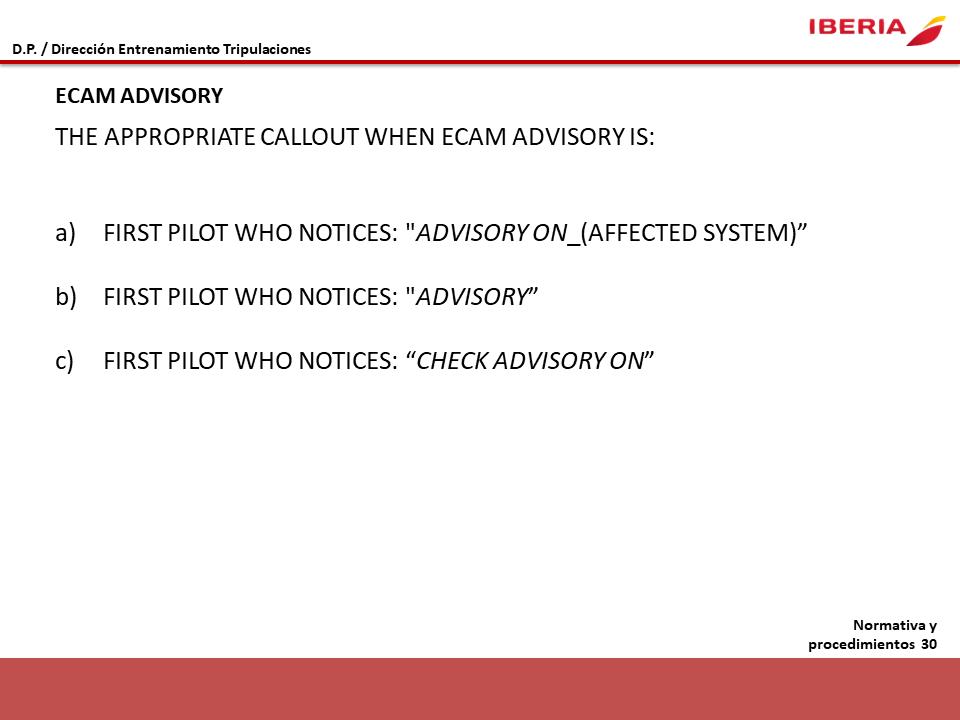 IBERIA
D.P. / Dirección Entrenamiento Tripulaciones
ECAM ADVISORY
THE APPROPRIATE CALLOUT WHEN ECAM ADVISORY IS:
a) FIRST PILOT WHO NOTICES: "ADVISORY ON_(AFFECTED SYSTEM)”
b) FIRST PILOT WHO NOTICES: "ADVISORY”
c) FIRST PILOT WHO NOTICES: “CHECK ADVISORY ON”
Normativa y
procedimientos 30